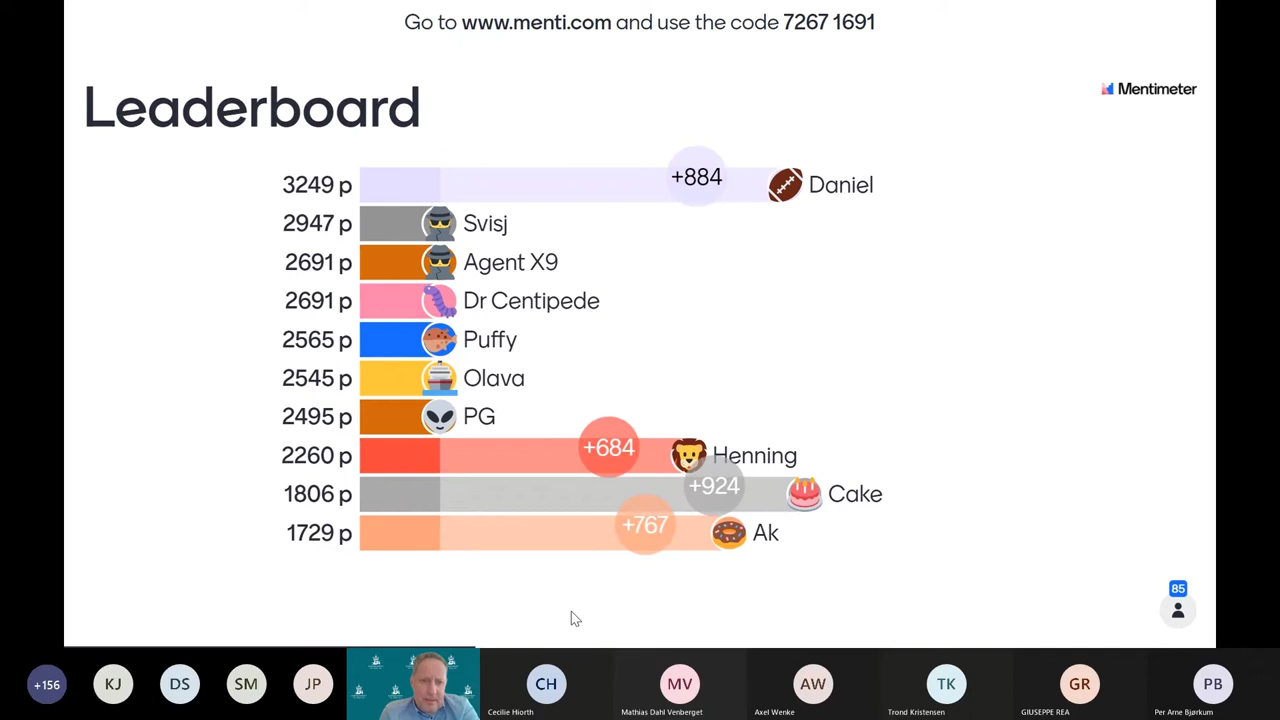 Go to www.menti.com and use the code 7267 1691
Leaderboard
Mentimeter
3249 p +884 Daniel
2947 p Svisj
2691 p Agent X9
2691 p Dr Centipede
2565 p Puffy
2545 p Olava
2495 p PG
2260 p +684 Henning
1806 p +924 Cake
1729 p +767 Ak
85
+156 KJ DS SM JP CH MV AW TK GR PB
Cecilie Hiorth Mathias Dahl Venberget Axel Wenke Trond Kristensen GIUSEPPE REA Per Arne Bjørkum